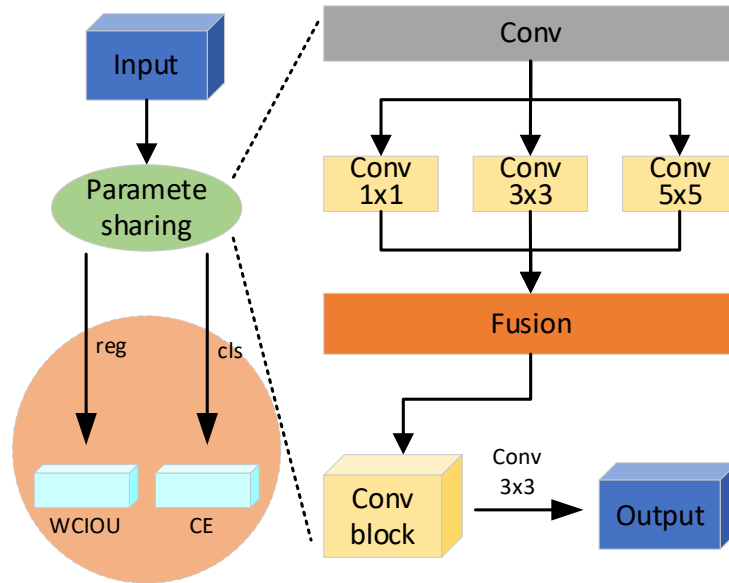 Input
Paramete
sharing
reg
cls
WCIOU
CE
Conv
Conv
1x1
Conv
3x3
Conv
5x5
Fusion
Conv
block
Conv
3x3
Output